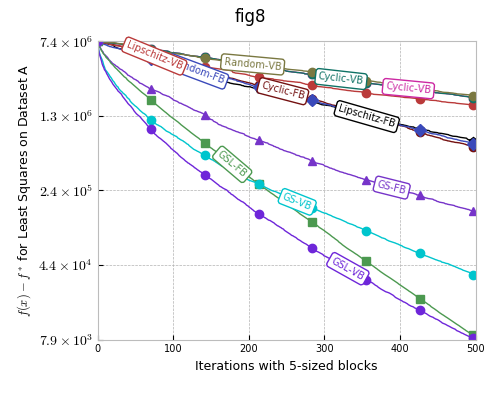 fig8
7.4 × 10⁶
1.3 × 10⁶
2.4 × 10⁵
4.4 × 10⁴
7.9 × 10³
f(x) − f* for Least Squares on Dataset A
Lipschitz-VB
Random-VB
Random-FB
Cyclic-VB
Cyclic-VB
Cyclic-FB
Lipschitz-FB
GSL-FB
GS-FB
GS-VB
GSL-VB
0 100 200 300 400 500
Iterations with 5-sized blocks